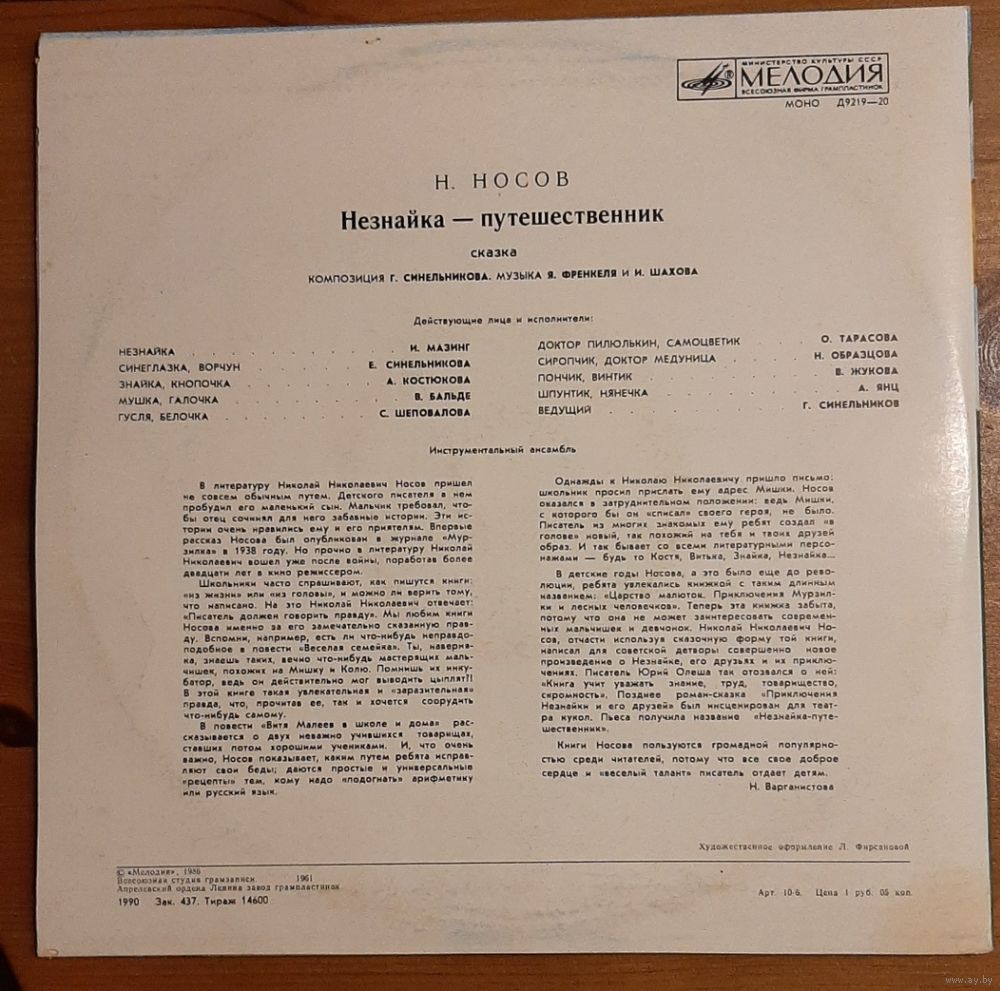 МИНИСТЕРСТВО КУЛЬТУРЫ СССР
МЕЛОДИЯ
ВСЕСОЮЗНАЯ ФИРМА ГРАМПЛАСТИНОК
МОНО Д9219—20
Н. НОСОВ
Незнайка — путешественник
сказка
КОМПОЗИЦИЯ Г. СИНЕЛЬНИКОВА. МУЗЫКА Я. ФРЕНКЕЛЯ И И. ШАХОВА
Действующие лица и исполнители:
НЕЗНАЙКА . . . . . . . . . . . . . И. МАЗИНГ
СИНЕГЛАЗКА, ВОРЧУН . . . . . . . . Е. СИНЕЛЬНИКОВА
ЗНАЙКА, КНОПОЧКА . . . . . . . . . А. КОСТЮКОВА
МУШКА, ГАЛОЧКА . . . . . . . . . . В. БАЛЬДЕ
ГУСЛЯ, БЕЛОЧКА . . . . . . . . . . С. ШЕПОВАЛОВА
ДОКТОР ПИЛЮЛЬКИН, САМОЦВЕТИК . . . . О. ТАРАСОВА
СИРОПЧИК, ДОКТОР МЕДУНИЦА . . . . . Н. ОБРАЗЦОВА
ПОНЧИК, ВИНТИК . . . . . . . . . . В. ЖУКОВА
ШПУНТИК, НЯНЕЧКА . . . . . . . . . А. ЯНЦ
ВЕДУЩИЙ . . . . . . . . . . . . . Г. СИНЕЛЬНИКОВ
Инструментальный ансамбль
В литературу Николай Николаевич Носов пришел
не совсем обычным путем. Детского писателя в нем
пробудил его маленький сын. Мальчик требовал, что-
бы отец сочинял для него забавные истории. Эти ис-
тории очень нравились ему и его приятелям. Впервые
рассказ Носова был опубликован в журнале «Мур-
зилка» в 1938 году. Но прочно в литературу Николай
Николаевич вошел уже после войны, поработав более
двадцати лет в кино режиссером.
Школьники часто спрашивают, как пишутся книги:
«из жизни» или «из головы», и можно ли верить тому,
что написано. На это Николай Николаевич отвечает:
«Писатель должен говорить правду». Мы любим книги
Носова именно за его замечательно сказанную прав-
ду. Вспомни, например, есть ли что-нибудь неправдо-
подобное в повести «Веселая семейка». Ты, наверня-
ка, знаешь таких, вечно что-нибудь мастерящих маль-
чишек, похожих на Мишку и Колю. Помнишь их инку-
батор, ведь он действительно мог выводить цыплят?!
В этой книге такая увлекательная и «заразительная»
правда, что, прочитав ее, так и хочется соорудить
что-нибудь самому.
В повести «Витя Малеев в школе и дома» рас-
сказывается о двух неважно учившихся товарищах,
ставших потом хорошими учениками. И, что очень
важно, Носов показывает, каким путем ребята исправ-
ляют свои беды; даются простые и универсальные
«рецепты» тем, кому надо «подогнать» арифметику
или русский язык.
Однажды к Николаю Николаевичу пришло письмо:
школьник просил прислать ему адрес Мишки. Носов
оказался в затруднительном положении: ведь Мишки,
с которого бы он «списал» своего героя, не было.
Писатель из многих знакомых ему ребят создал «в
голове» новый, так похожий на тебя и твоих друзей
образ. И так бывает со всеми литературными персо-
нажами — будь то Костя, Витька, Знайка, Незнайка...
В детские годы Носова, а это было еще до рево-
люции, ребята увлекались книжкой с таким длинным
названием: «Царство малюток. Приключения Мурзил-
ки и лесных человечков». Теперь эта книжка забыта,
потому что она не может заинтересовать современ-
ных мальчишек и девчонок. Николай Николаевич Но-
сов, отчасти используя сказочную форму той книги,
написал для советской детворы совершенно новое
произведение о Незнайке, его друзьях и их приклю-
чениях. Писатель Юрий Олеша так отозвался о ней:
«Книга учит уважать знание, труд, товарищество,
скромность». Позднее роман-сказка «Приключения
Незнайки и его друзей» был инсценирован для теат-
ра кукол. Пьеса получила название «Незнайка-путе-
шественник».
Книги Носова пользуются громадной популярно-
стью среди читателей, потому что все свое доброе
сердце и «веселый талант» писатель отдает детям.
Н. Варганистова
Художественное оформление Л. Фирсановой
© «Мелодия», 1986
Всесоюзная студия грамзаписи. 1961
Апрелевский ордена Ленина завод грампластинок
1990 Зак. 437. Тираж 14600
Арт. 10-6. Цена 1 руб. 05 коп.
www.ay.by